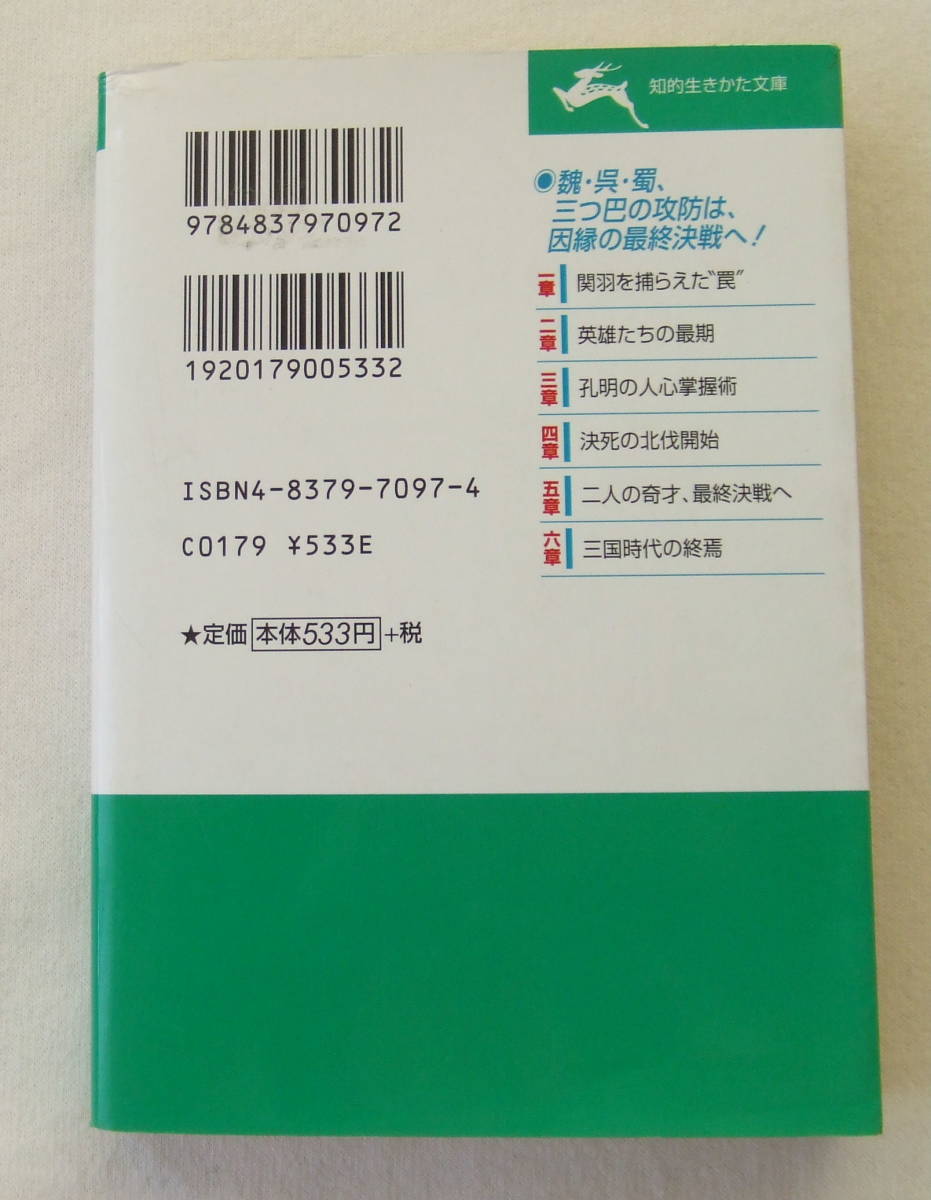 知的生きかた文庫
9784837970972
1920179005332
ISBN4-8379-7097-4
C0179 ¥533E
★定価 本体533円 +税
◉魏・呉・蜀、
三つ巴の攻防は、
因縁の最終決戦へ!
一章 関羽を捕らえた〝罠〟
二章 英雄たちの最期
三章 孔明の人心掌握術
四章 決死の北伐開始
五章 二人の奇才、最終決戦へ
六章 三国時代の終焉